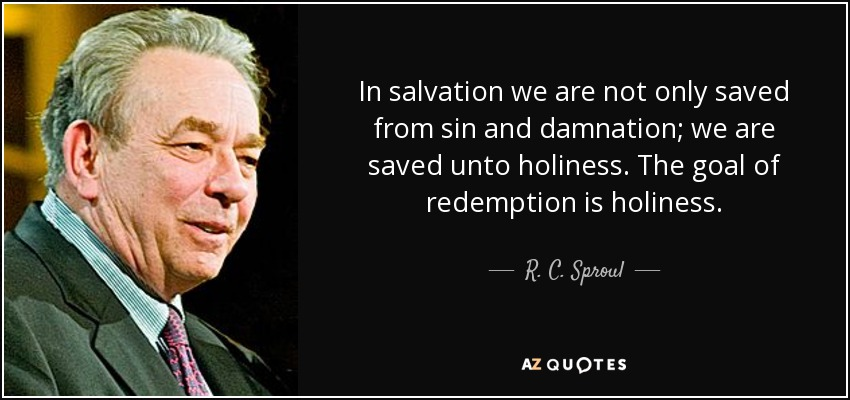 In salvation we are not only saved
from sin and damnation; we are
saved unto holiness. The goal of
redemption is holiness.
R. C. Sproul
AZ QUOTES